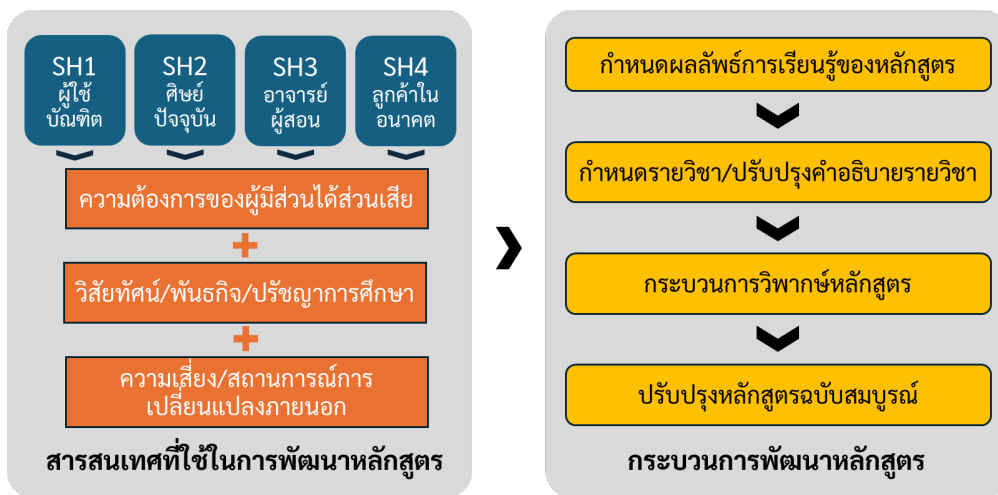 SH1
ผู้ใช้
บัณฑิต
SH2
ศิษย์
ปัจจุบัน
SH3
อาจารย์
ผู้สอน
SH4
ลูกค้าใน
อนาคต
ความต้องการของผู้มีส่วนได้ส่วนเสีย
วิสัยทัศน์/พันธกิจ/ปรัชญาการศึกษา
ความเสี่ยง/สถานการณ์การ
เปลี่ยนแปลงภายนอก
สารสนเทศที่ใช้ในการพัฒนาหลักสูตร
กำหนดผลลัพธ์การเรียนรู้ของหลักสูตร
กำหนดรายวิชา/ปรับปรุงคำอธิบายรายวิชา
กระบวนการวิพากษ์หลักสูตร
ปรับปรุงหลักสูตรฉบับสมบูรณ์
กระบวนการพัฒนาหลักสูตร